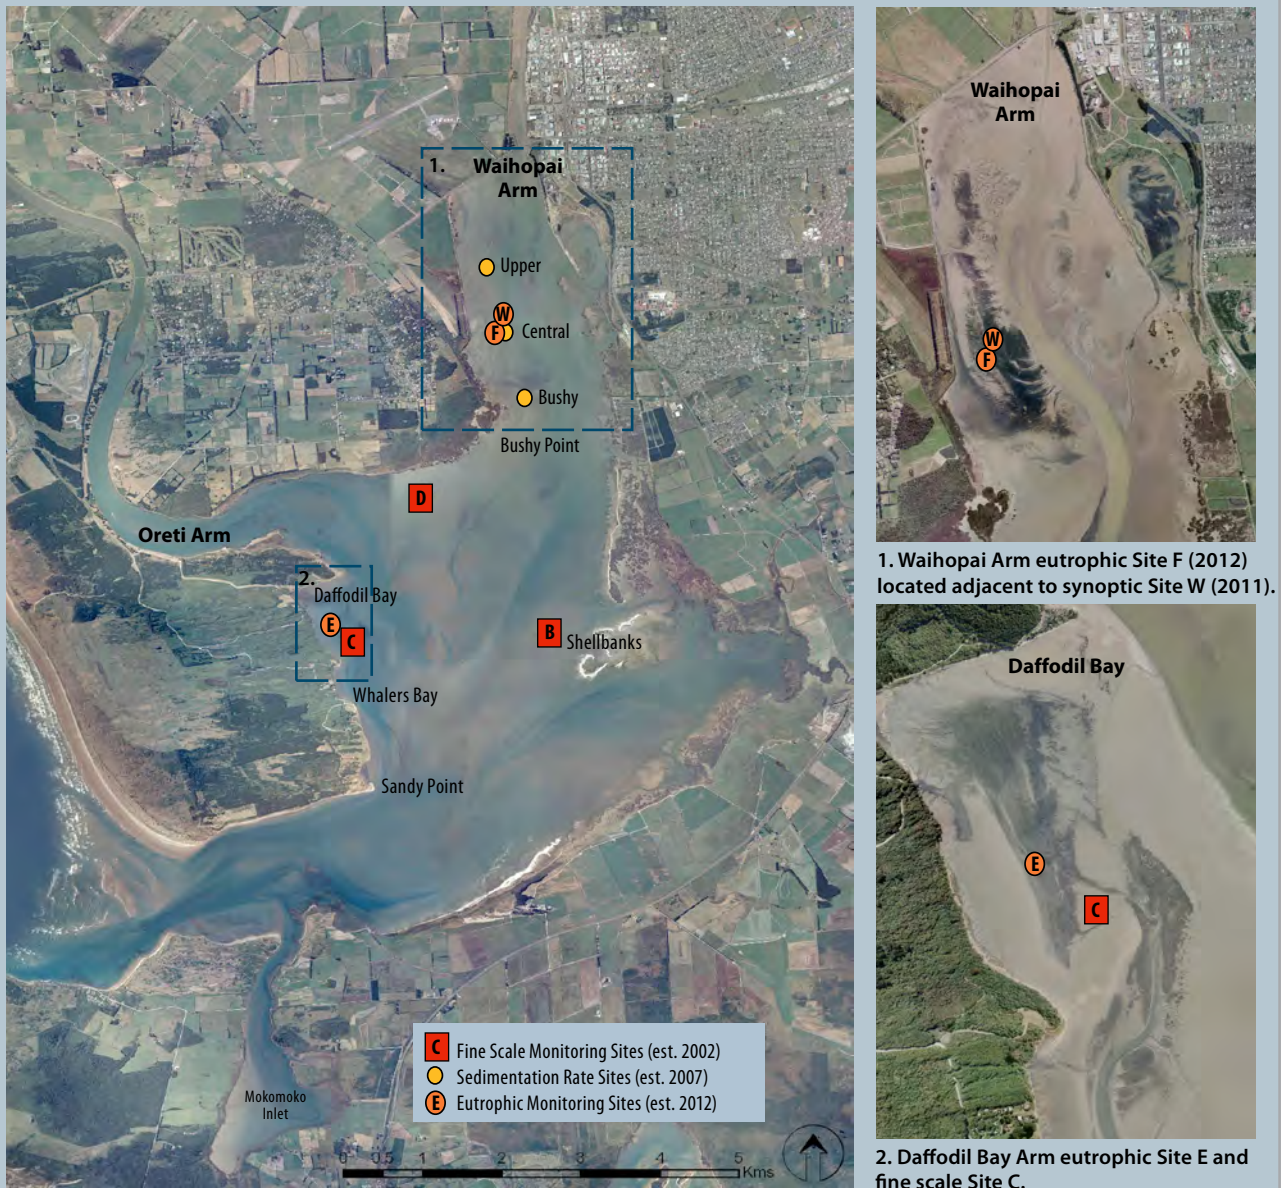 1.
Waihopai
Arm
Upper
W
F
Central
Bushy
Bushy Point
D
Oreti Arm
2.
Daffodil Bay
E
C
B
Shellbanks
Whalers Bay
Sandy Point
Mokomoko
Inlet
C Fine Scale Monitoring Sites (est. 2002)
Sedimentation Rate Sites (est. 2007)
E Eutrophic Monitoring Sites (est. 2012)
0 0.5 1 2 3 4 5
Kms
Waihopai
Arm
W
F
1. Waihopai Arm eutrophic Site F (2012)
located adjacent to synoptic Site W (2011).
Daffodil Bay
E
C
2. Daffodil Bay Arm eutrophic Site E and
fine scale Site C.